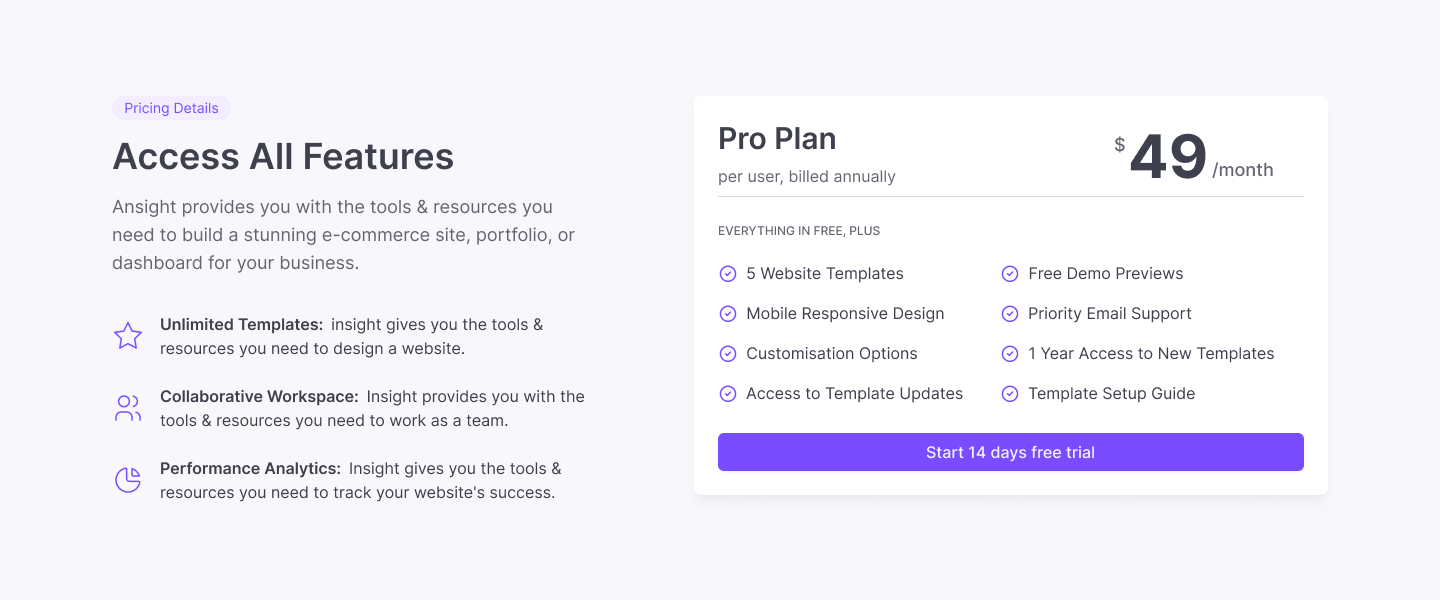 Pricing Details
Access All Features
Ansight provides you with the tools & resources you
need to build a stunning e-commerce site, portfolio, or
dashboard for your business.
Unlimited Templates: insight gives you the tools &
resources you need to design a website.
Collaborative Workspace: Insight provides you with the
tools & resources you need to work as a team.
Performance Analytics: Insight gives you the tools &
resources you need to track your website's success.
Pro Plan
per user, billed annually
$49/month
EVERYTHING IN FREE, PLUS
5 Website Templates
Mobile Responsive Design
Customisation Options
Access to Template Updates
Free Demo Previews
Priority Email Support
1 Year Access to New Templates
Template Setup Guide
Start 14 days free trial